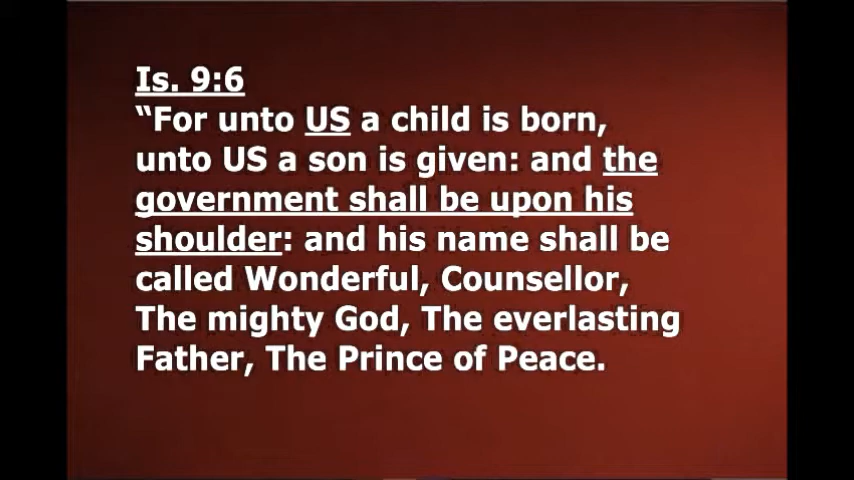 Is. 9:6
“For unto US a child is born,
unto US a son is given: and the
government shall be upon his
shoulder: and his name shall be
called Wonderful, Counsellor,
The mighty God, The everlasting
Father, The Prince of Peace.